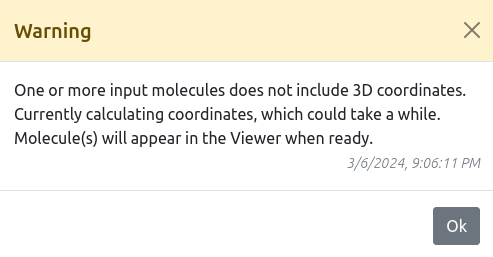 Warning
One or more input molecules does not include 3D coordinates.
Currently calculating coordinates, which could take a while.
Molecule(s) will appear in the Viewer when ready.
3/6/2024, 9:06:11 PM
Ok